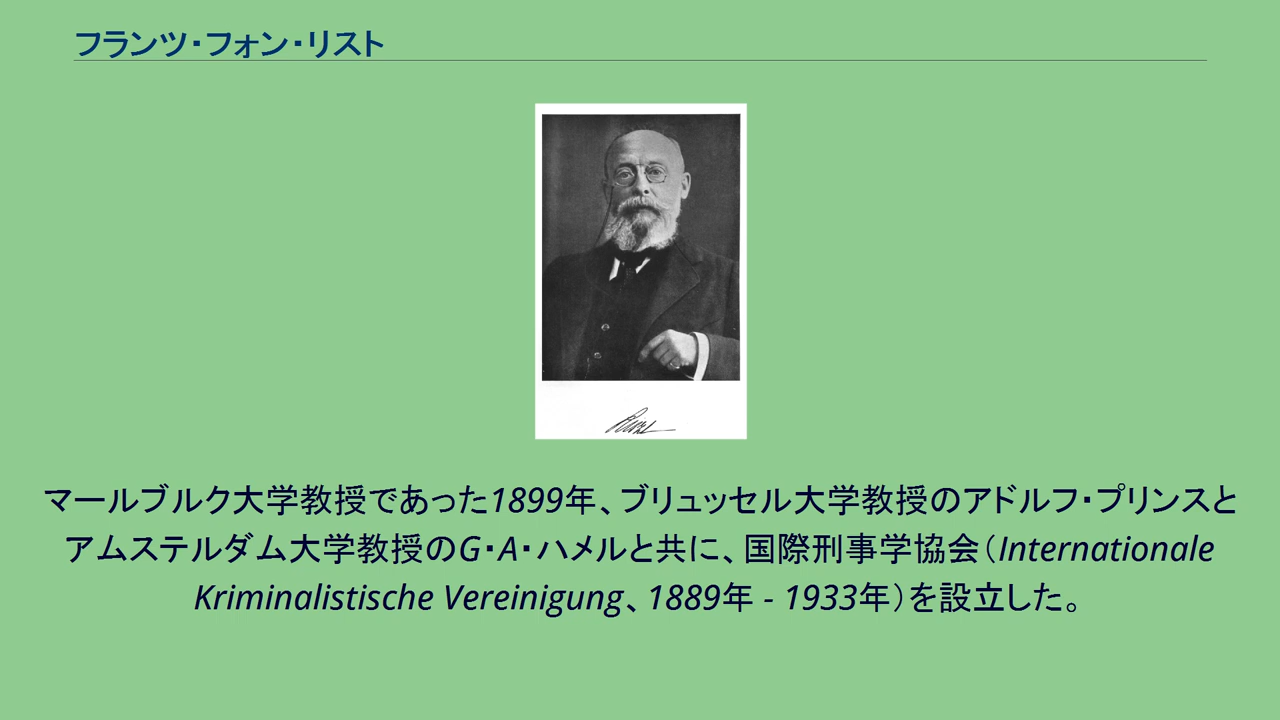 フランツ・フォン・リスト
マールブルク大学教授であった1899年、ブリュッセル大学教授のアドルフ・プリンスと
アムステルダム大学教授のG・A・ハメルと共に、国際刑事学協会（Internationale
Kriminalistische Vereinigung、1889年 - 1933年）を設立した。